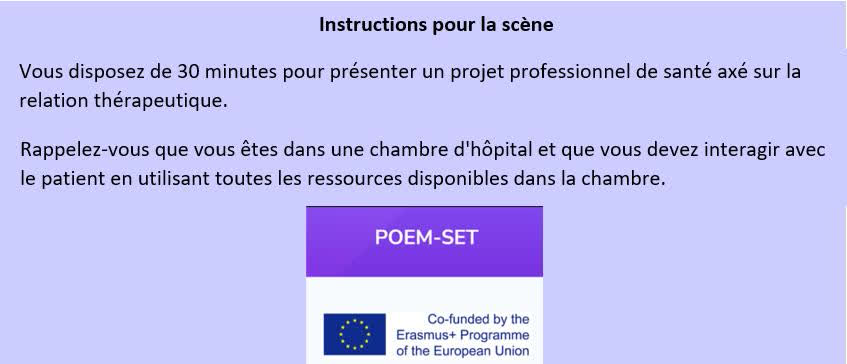 Instructions pour la scène
Vous disposez de 30 minutes pour présenter un projet professionnel de santé axé sur la
relation thérapeutique.
Rappelez-vous que vous êtes dans une chambre d'hôpital et que vous devez interagir avec
le patient en utilisant toutes les ressources disponibles dans la chambre.
POEM-SET
Co-funded by the
Erasmus+ Programme
of the European Union